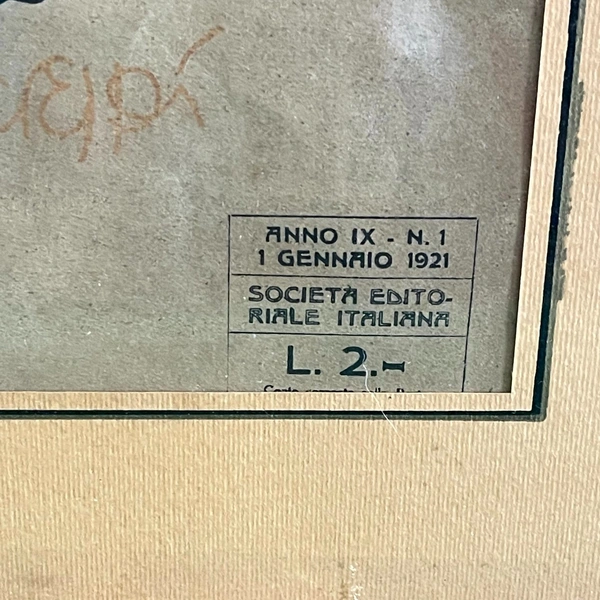 ANNO IX - N. 1
1 GENNAIO 1921
SOCIETÀ EDITO-
RIALE ITALIANA
L. 2.-